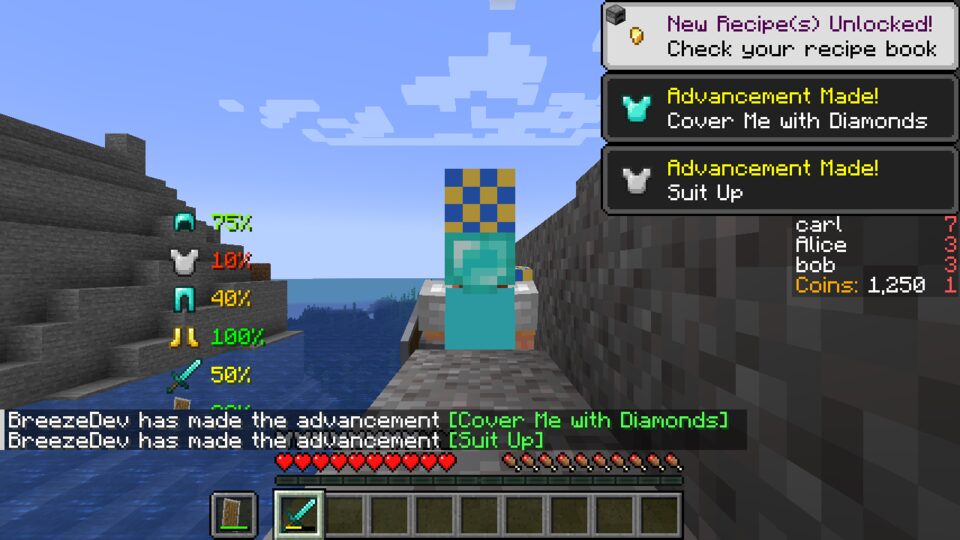 New Recipe(s) Unlocked!
Check your recipe book
Advancement Made!
Cover Me with Diamonds
Advancement Made!
Suit Up
carl 7
Alice 3
bob 3
Coins: 1,250 1
75%
10%
40%
100%
50%
BreezeDev has made the advancement [Cover Me with Diamonds]
BreezeDev has made the advancement [Suit Up]